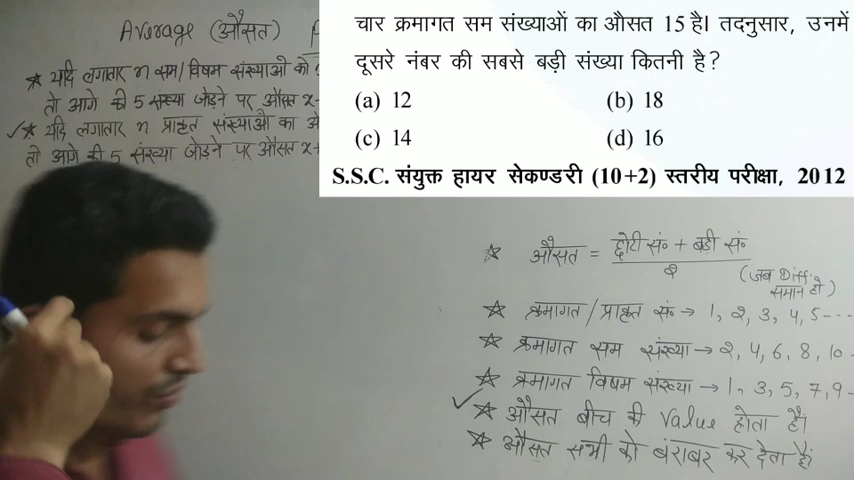 Average (औसत)
★ यदि लगातार n सम/विषम संख्याओं को
तो आगे की 5 संख्या जोड़ने पर औसत x
✓★ यदि लगातार n प्राकृत संख्याओं का
तो आगे की 5 संख्या जोड़ने पर औसत x+
चार क्रमागत सम संख्याओं का औसत 15 है। तदनुसार, उनमें
दूसरे नंबर की सबसे बड़ी संख्या कितनी है?
(a) 12 (b) 18
(c) 14 (d) 16
S.S.C. संयुक्त हायर सेकण्डरी (10+2) स्तरीय परीक्षा, 2012
☆ औसत = छोटी सं० + बड़ी सं०
२
(जब Diff. समान हो)
☆ क्रमागत/प्राकृत सं० → 1, २, 3, 4, 5---
☆ क्रमागत सम संख्या → २, 4, 6, 8, 10-
☆ क्रमागत विषम संख्या → 1, 3, 5, 7, 9-
✓☆ औसत बीच की value होता है।
☆ औसत सभी को बराबर कर देता है।